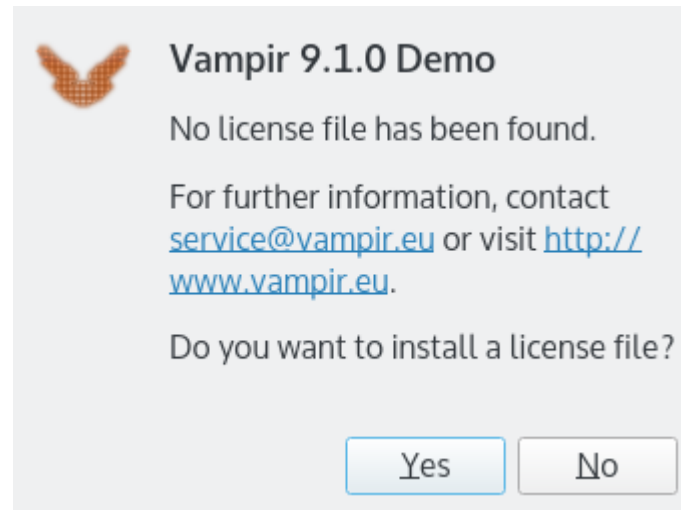 Vampir 9.1.0 Demo
No license file has been found.
For further information, contact
service@vampir.eu or visit http://
www.vampir.eu.
Do you want to install a license file?
Yes
No